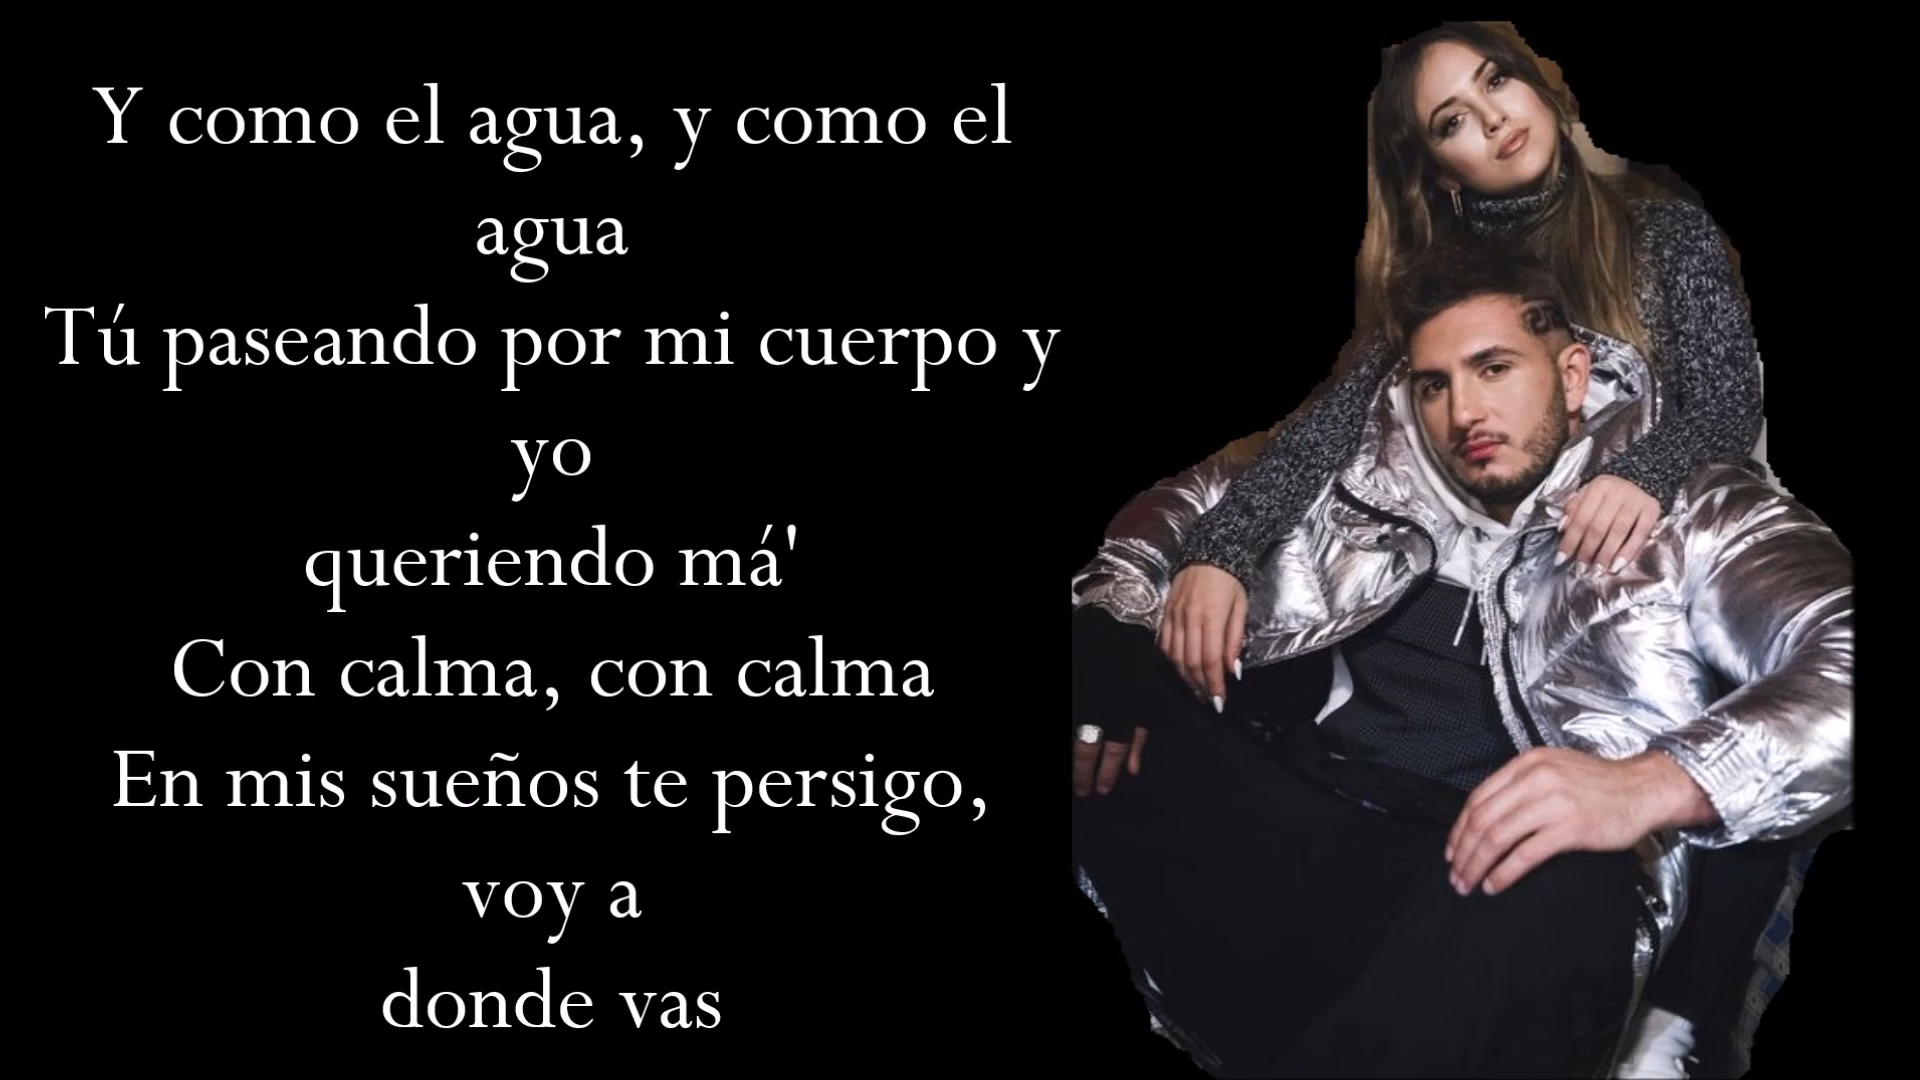 Y como el agua, y como el
agua
Tú paseando por mi cuerpo y
yo
queriendo má'
Con calma, con calma
En mis sueños te persigo,
voy a
donde vas